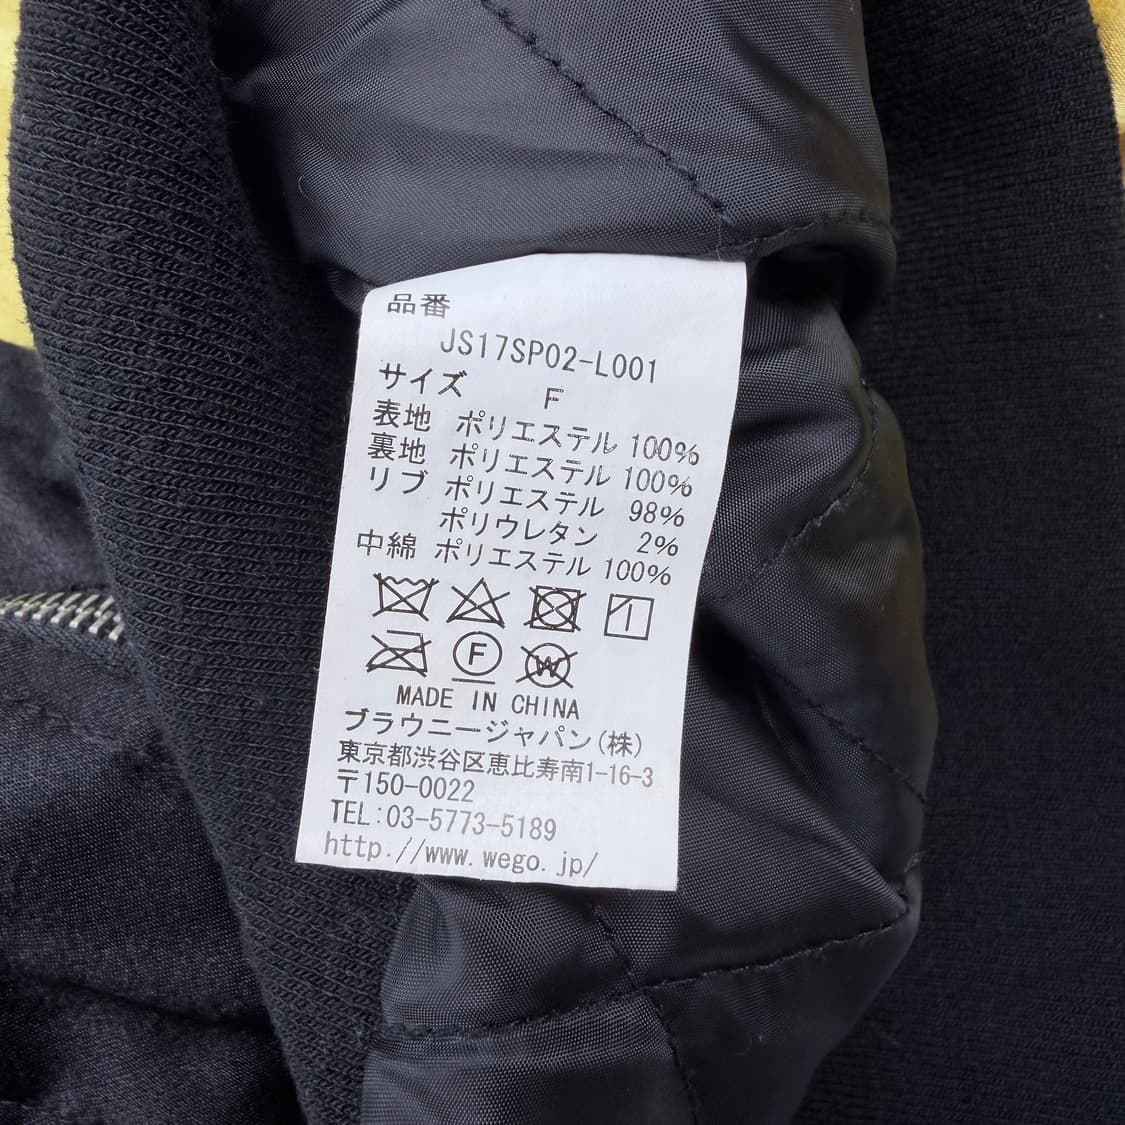 品番
JS17SP02-L001
サイズ F
表地 ポリエステル 100%
裏地 ポリエステル 100%
リブ ポリエステル 98%
ポリウレタン 2%
中綿 ポリエステル 100%
F
W
MADE IN CHINA
ブラウニージャパン(株)
東京都渋谷区恵比寿南1-16-3
〒150-0022
TEL:03-5773-5189
http://www.wego.jp/